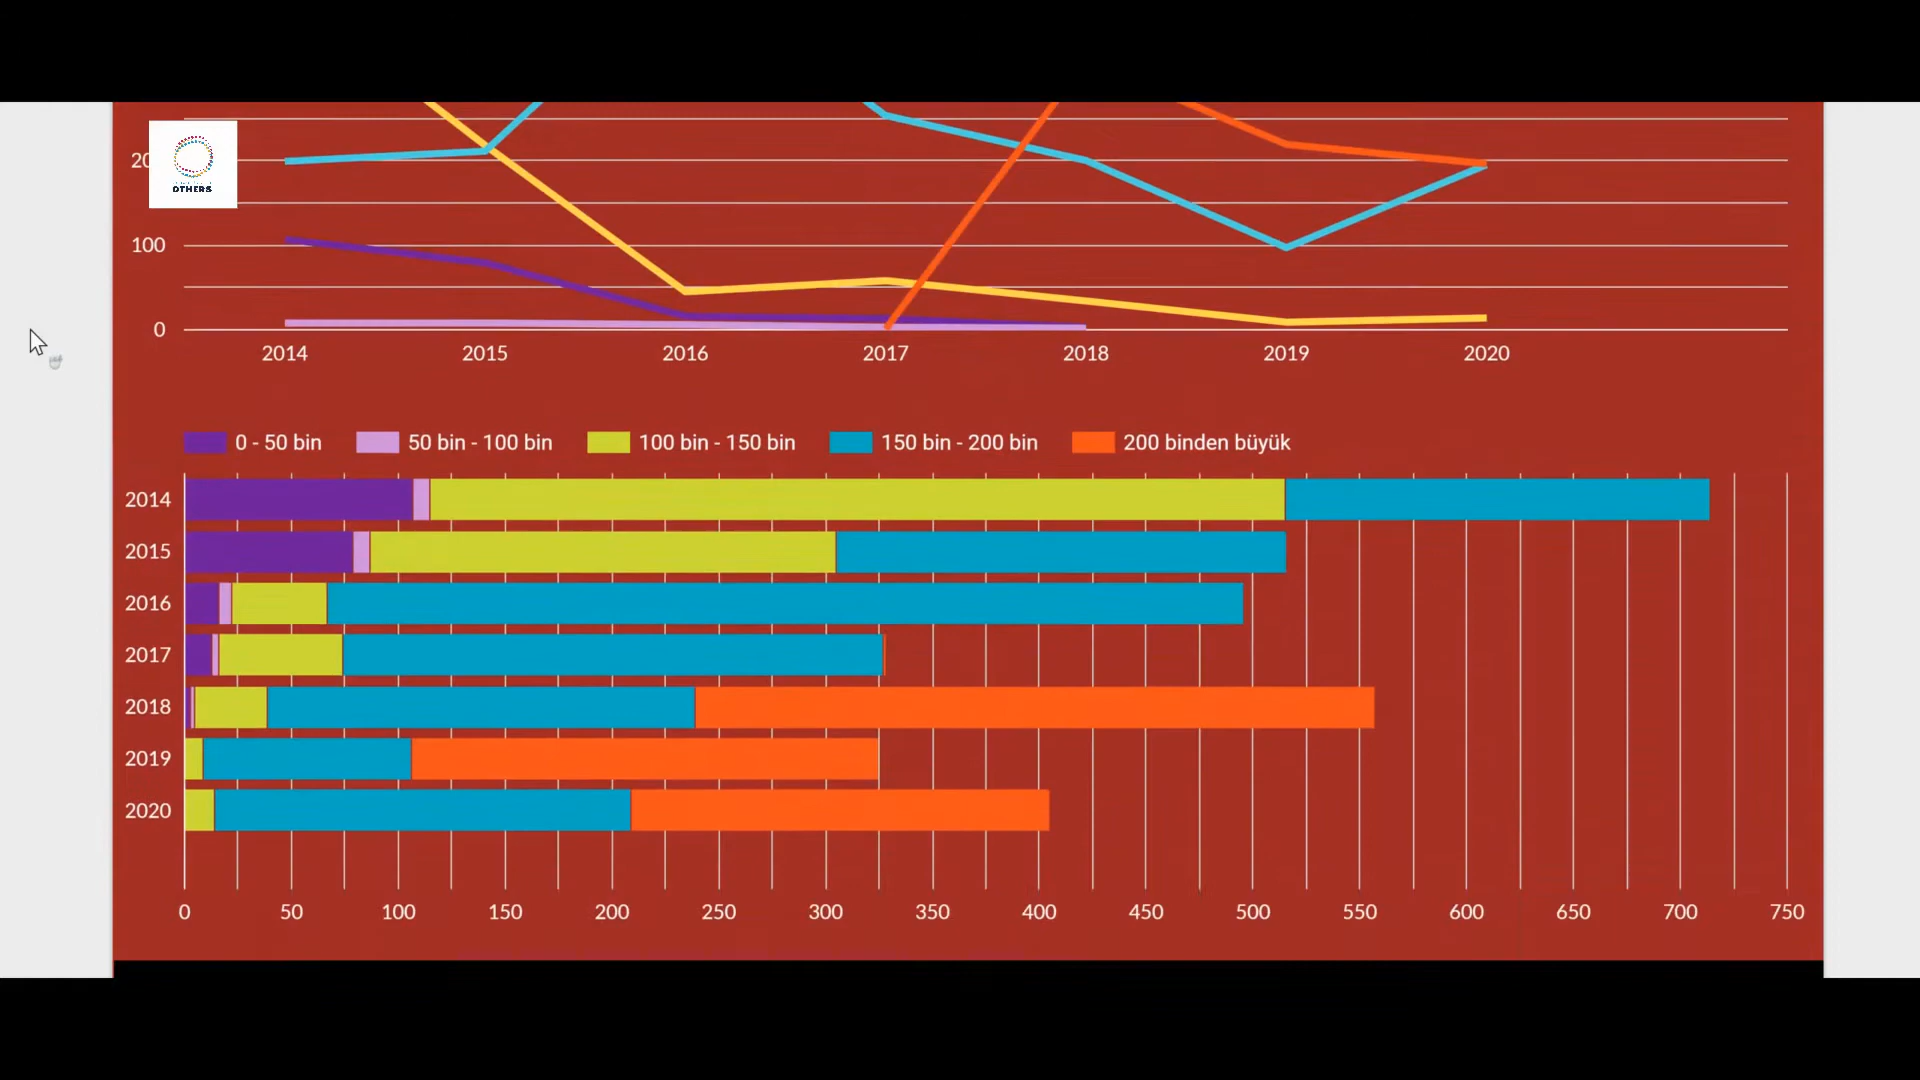 OTHERS
100
0
2014 2015 2016 2017 2018 2019 2020
0 - 50 bin 50 bin - 100 bin 100 bin - 150 bin 150 bin - 200 bin 200 binden büyük
2014
2015
2016
2017
2018
2019
2020
0 50 100 150 200 250 300 350 400 450 500 550 600 650 700 750